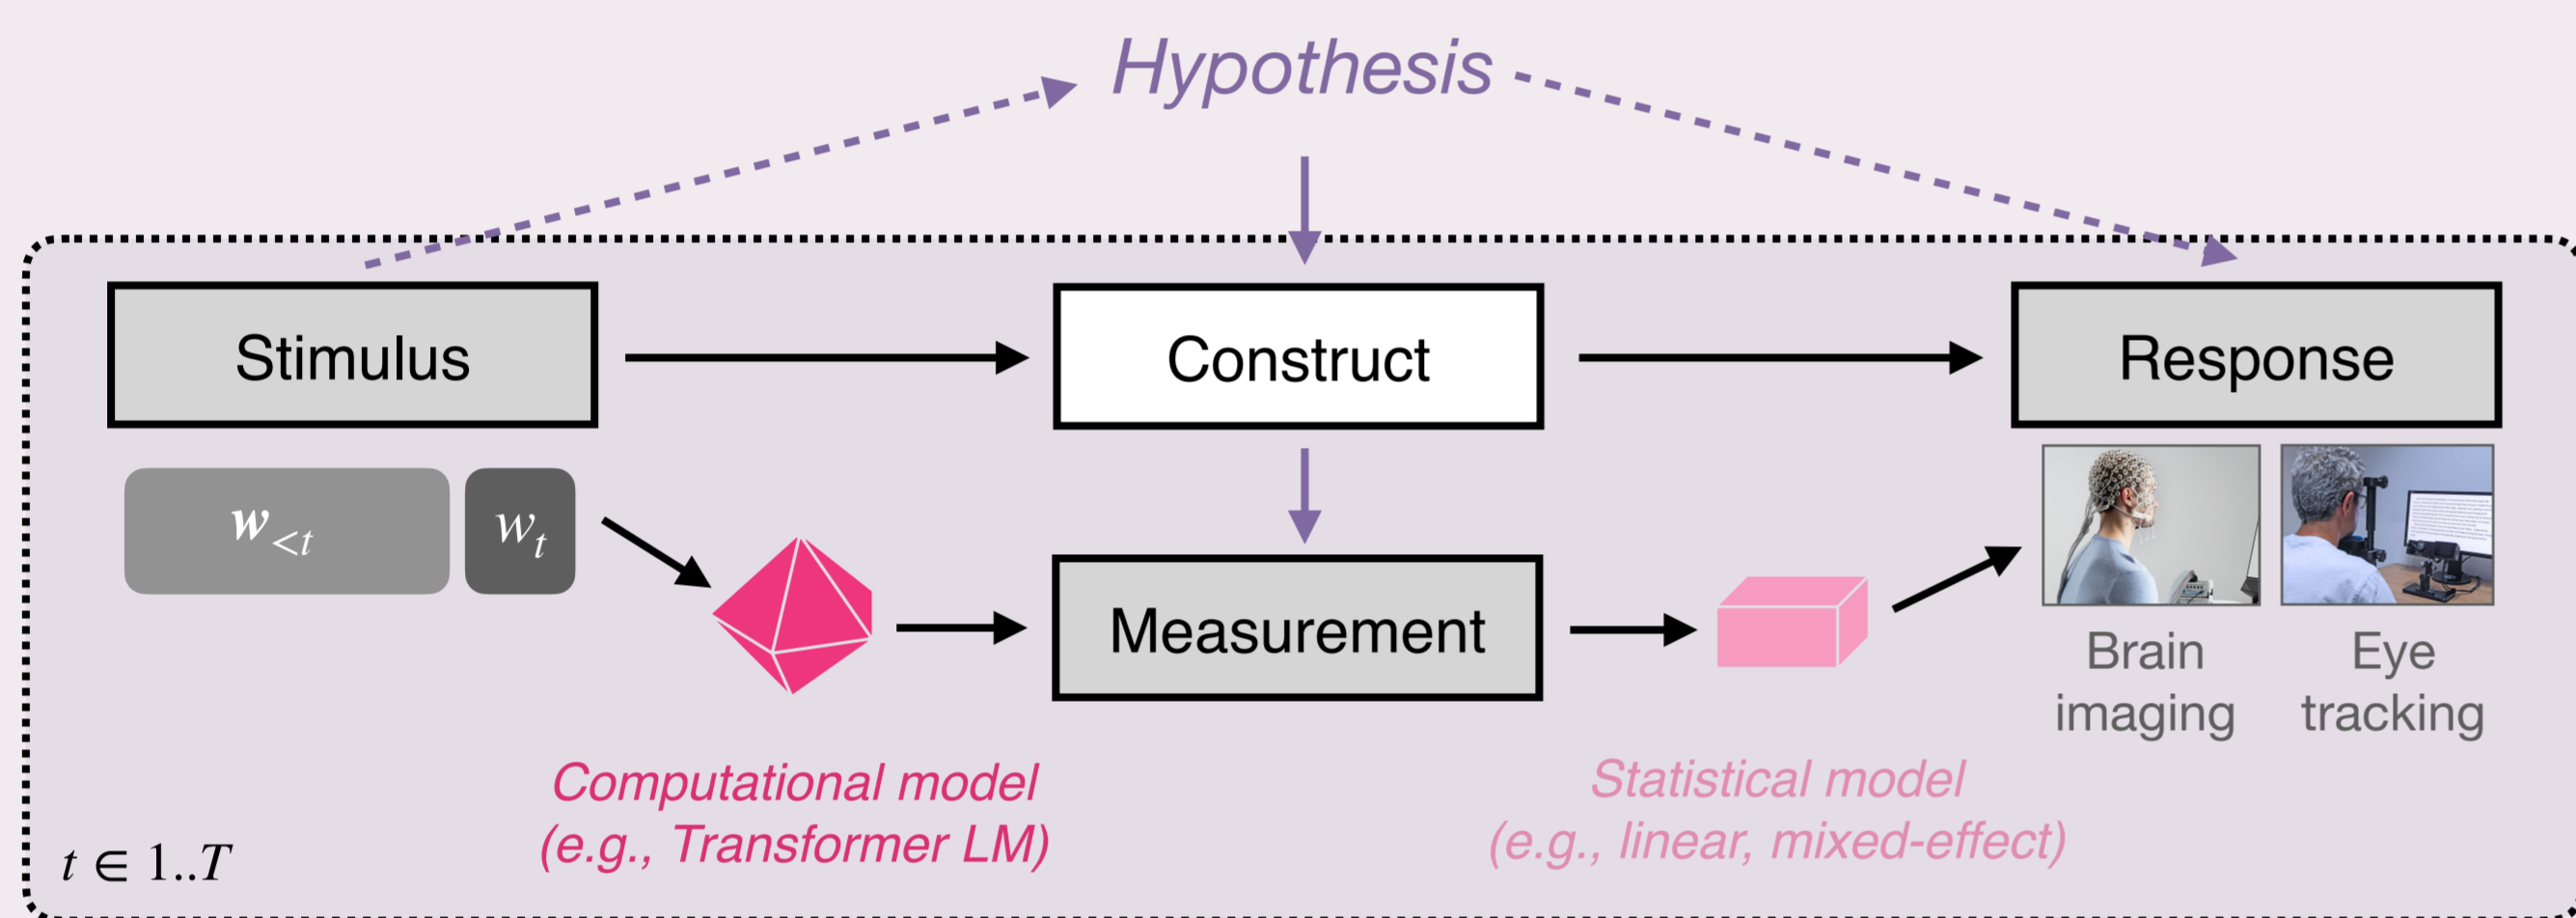 Hypothesis
Stimulus
Construct
Response
w<t
wt
Measurement
Brain
imaging
Eye
tracking
Computational model
(e.g., Transformer LM)
Statistical model
(e.g., linear, mixed-effect)
t ∈ 1..T